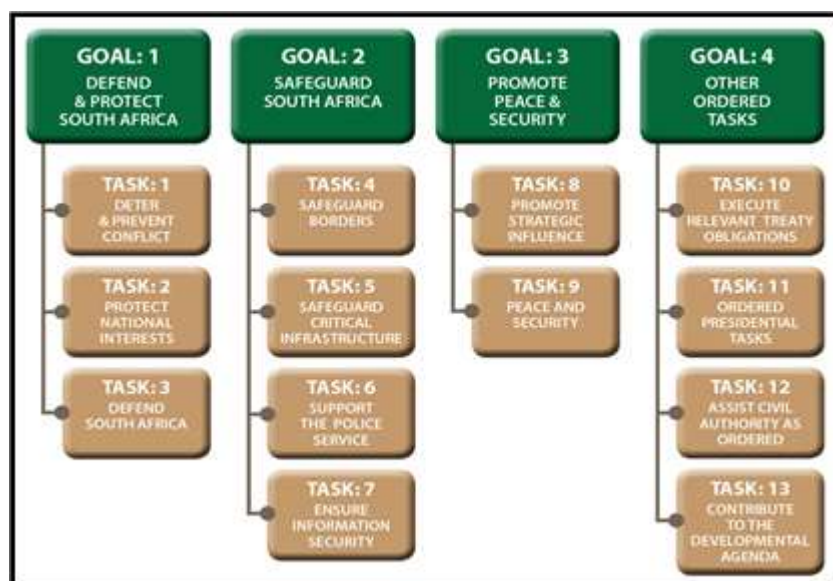 GOAL: 1
DEFEND
& PROTECT
SOUTH AFRICA
TASK: 1
DETER
& PREVENT
CONFLICT
TASK: 2
PROTECT
NATIONAL
INTERESTS
TASK: 3
DEFEND
SOUTH AFRICA
GOAL: 2
SAFEGUARD
SOUTH AFRICA
TASK: 4
SAFEGUARD
BORDERS
TASK: 5
SAFEGUARD
CRITICAL
INFRASTRUCTURE
TASK: 6
SUPPORT
THE POLICE
SERVICE
TASK: 7
ENSURE
INFORMATION
SECURITY
GOAL: 3
PROMOTE
PEACE &
SECURITY
TASK: 8
PROMOTE
STRATEGIC
INFLUENCE
TASK: 9
PEACE AND
SECURITY
GOAL: 4
OTHER
ORDERED
TASKS
TASK: 10
EXECUTE
RELEVANT TREATY
OBLIGATIONS
TASK: 11
ORDERED
PRESIDENTIAL
TASKS
TASK: 12
ASSIST CIVIL
AUTHORITY AS
ORDERED
TASK: 13
CONTRIBUTE
TO THE
DEVELOPMENTAL
AGENDA